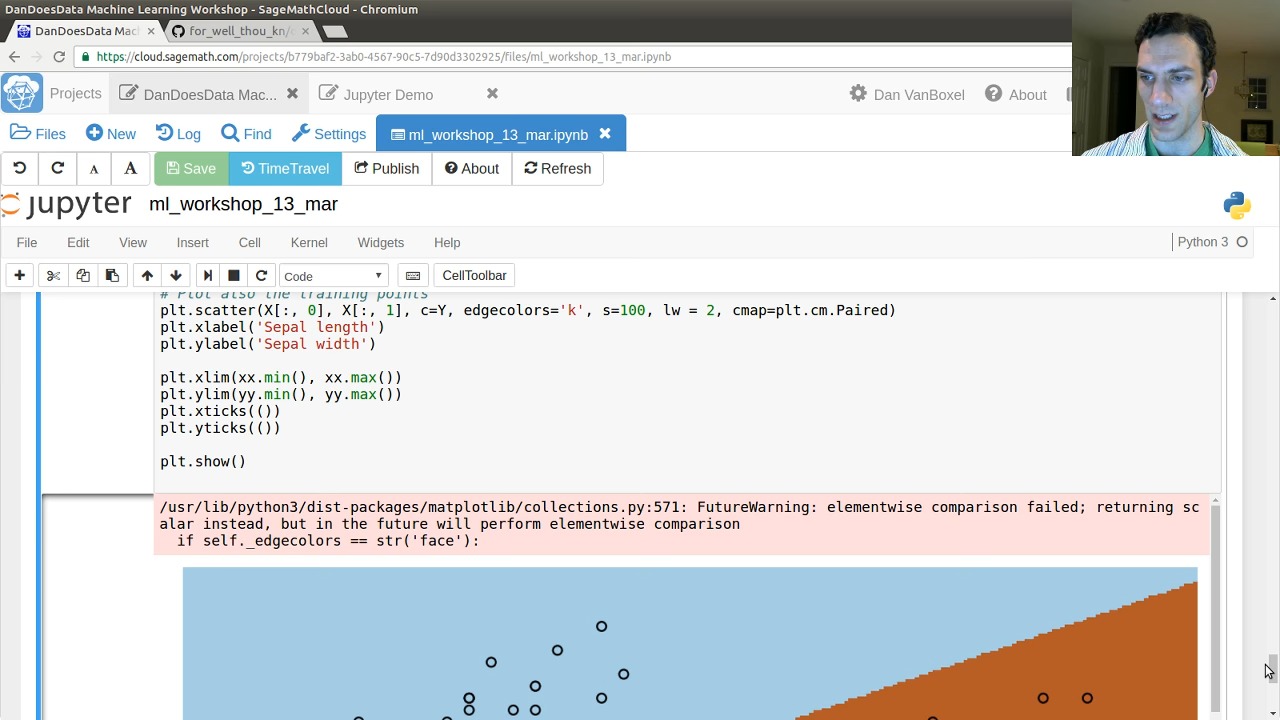 DanDoesData Machine Learning Workshop - SageMathCloud - Chromium
DanDoesData Mac
for_well_thou_kn/
https://cloud.sagemath.com/projects/b779baf2-3ab0-4567-90c5-7d90d3302925/files/ml_workshop_13_mar.ipynb
Projects DanDoesData Mac... Jupyter Demo Dan VanBoxel About
Files New Log Find Settings ml_workshop_13_mar.ipynb
A A Save TimeTravel Publish About Refresh
jupyter ml_workshop_13_mar
File Edit View Insert Cell Kernel Widgets Help Python 3
Code CellToolbar
# Plot also the training points
plt.scatter(X[:, 0], X[:, 1], c=Y, edgecolors='k', s=100, lw = 2, cmap=plt.cm.Paired)
plt.xlabel('Sepal length')
plt.ylabel('Sepal width')
plt.xlim(xx.min(), xx.max())
plt.ylim(yy.min(), yy.max())
plt.xticks(())
plt.yticks(())
plt.show()
/usr/lib/python3/dist-packages/matplotlib/collections.py:571: FutureWarning: elementwise comparison failed; returning sc
alar instead, but in the future will perform elementwise comparison
if self._edgecolors == str('face'):